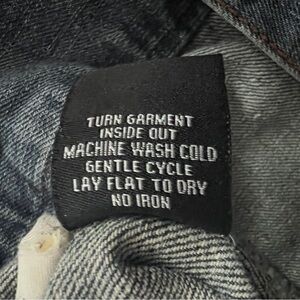 TURN GARMENT
INSIDE OUT
MACHINE WASH COLD
GENTLE CYCLE
LAY FLAT TO DRY
NO IRON